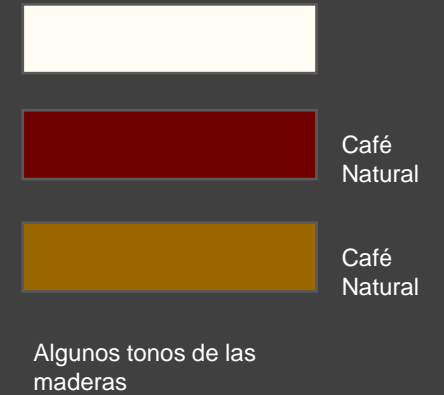 Café
Natural
Café
Natural
Algunos tonos de las
maderas